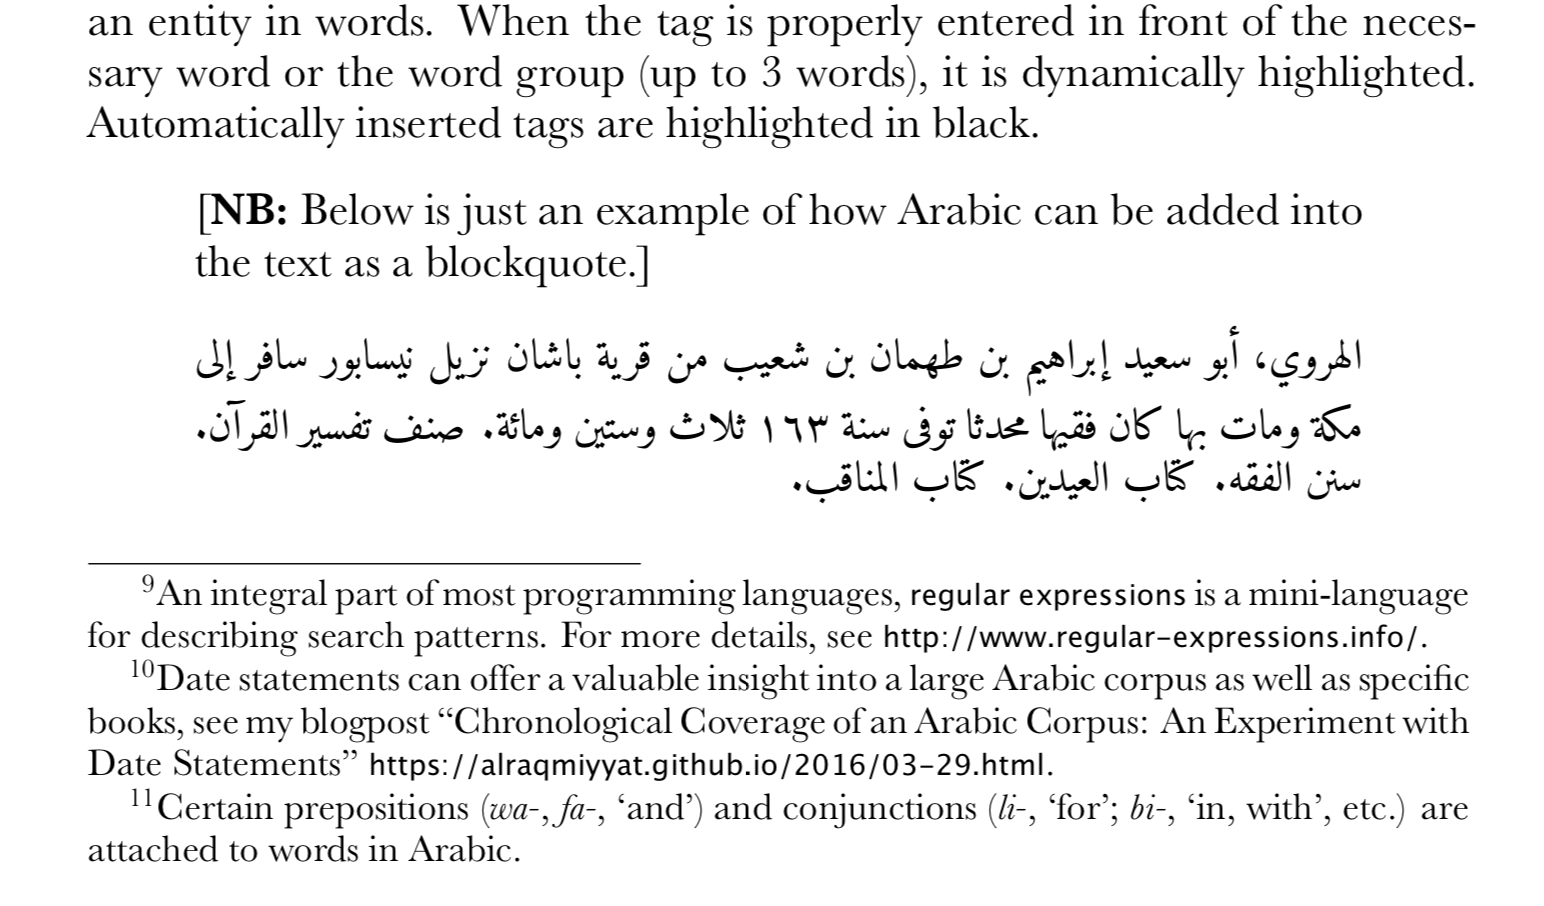 an entity in words. When the tag is properly entered in front of the neces-
sary word or the word group (up to 3 words), it is dynamically highlighted.
Automatically inserted tags are highlighted in black.
[NB: Below is just an example of how Arabic can be added into
the text as a blockquote.]
الهروي، أبو سعيد إبراهيم بن طهمان بن شعيب من قرية باشان نزيل نيسابور سافر إلى
مكة ومات بها كان فقيها محدثا توفى سنة ١٦٣ ثلاث وستين ومائة. صنف تفسير القرآن.
سنن الفقه. كتاب العيدين. كتاب المناقب.
9An integral part of most programming languages, regular expressions is a mini-language
for describing search patterns. For more details, see http://www.regular-expressions.info/.
10Date statements can offer a valuable insight into a large Arabic corpus as well as specific
books, see my blogpost “Chronological Coverage of an Arabic Corpus: An Experiment with
Date Statements” https://alraqmiyyat.github.io/2016/03-29.html.
11Certain prepositions (wa-, fa-, ‘and’) and conjunctions (li-, ‘for’; bi-, ‘in, with’, etc.) are
attached to words in Arabic.